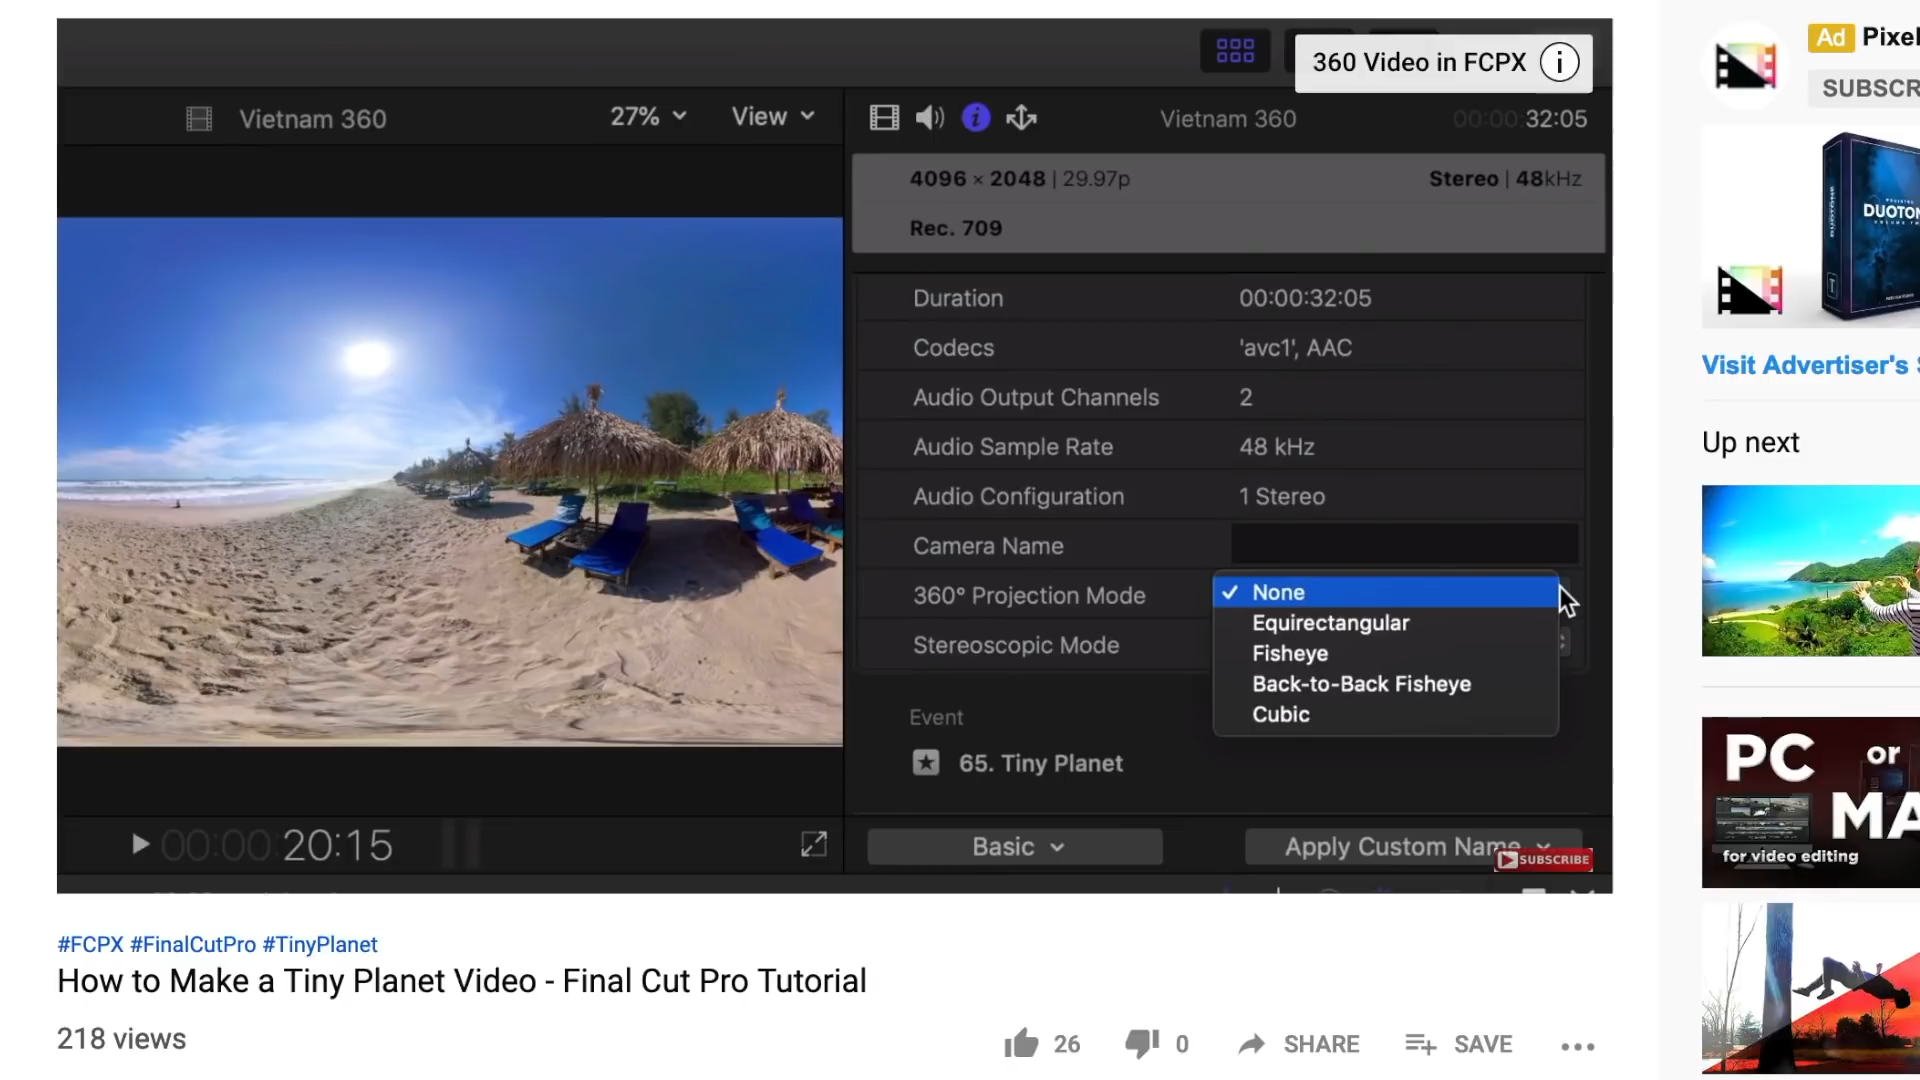 360 Video in FCPX
Ad Pixel
SUBSCR
Vietnam 360
27%
View
Vietnam 360
00:00:32:05
4096 × 2048 | 29.97p
Stereo | 48kHz
Rec. 709
Duration 00:00:32:05
Codecs 'avc1', AAC
Audio Output Channels 2
Audio Sample Rate 48 kHz
Audio Configuration 1 Stereo
Camera Name
360° Projection Mode
✓ None
Equirectangular
Fisheye
Back-to-Back Fisheye
Cubic
Stereoscopic Mode
Event
65. Tiny Planet
00:00:20:15
Basic
Apply Custom Name
SUBSCRIBE
DUOTON
Visit Advertiser's S
Up next
PC or
MA
for video editing
#FCPX #FinalCutPro #TinyPlanet
How to Make a Tiny Planet Video - Final Cut Pro Tutorial
218 views
26
0
SHARE
SAVE